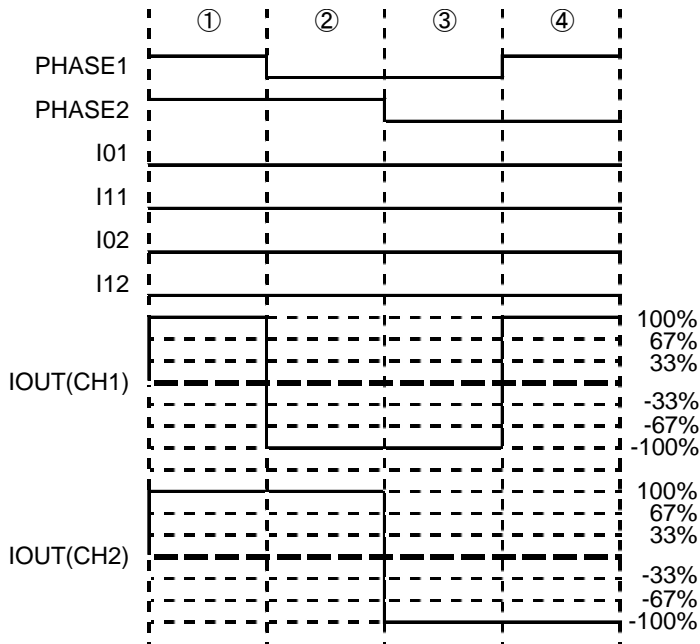 ① ② ③ ④
PHASE1
PHASE2
I01
I11
I02
I12
100%
67%
33%
IOUT(CH1)
-33%
-67%
-100%
100%
67%
33%
IOUT(CH2)
-33%
-67%
-100%